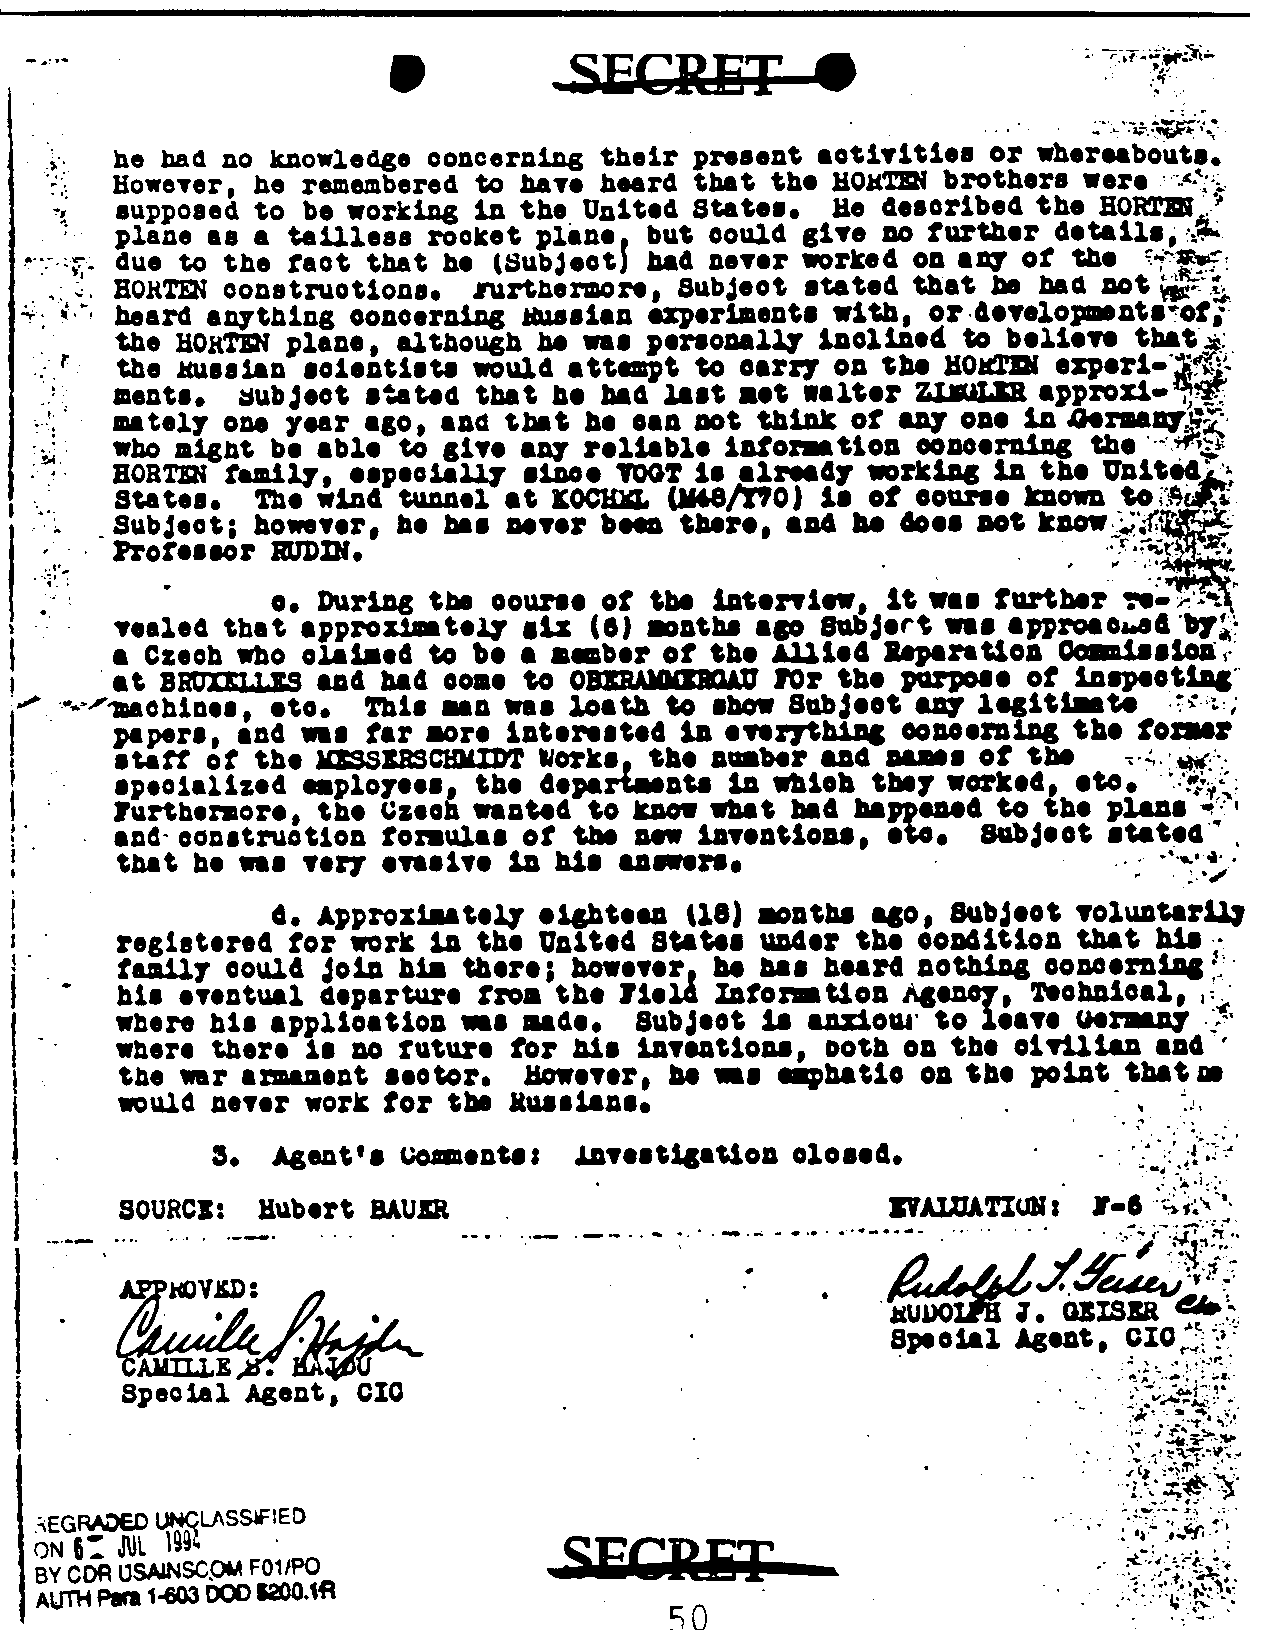 SECRET
he had no knowledge concerning their present activities or whereabouts.
However, he remembered to have heard that the HORTEN brothers were
supposed to be working in the United States. He described the HORTEN
plane as a tailless rocket plane, but could give no further details,
due to the fact that he (Subject) had never worked on any of the
HORTEN constructions. Furthermore, Subject stated that he had not
heard anything concerning Russian experiments with, or developments of,
the HORTEN plane, although he was personally inclined to believe that
the Russian scientists would attempt to carry on the HORTEN experi-
ments. Subject stated that he had last met Walter ZIEGLER approxi-
mately one year ago, and that he can not think of any one in Germany
who might be able to give any reliable information concerning the
HORTEN family, especially since VOGT is already working in the United
States. The wind tunnel at KOCHEL (M48/Y70) is of course known to
Subject; however, he has never been there, and he does not know
Professor RUDIN.
c. During the course of the interview, it was further re-
vealed that approximately six (6) months ago Subject was approached by
a Czech who claimed to be a member of the Allied Reparation Commission
at BRUXELLES and had come to OBERAMMERGAU for the purpose of inspecting
machines, etc. This man was loath to show Subject any legitimate
papers, and was far more interested in everything concerning the former
staff of the MESSERSCHMIDT Works, the number and names of the
specialized employees, the departments in which they worked, etc.
Furthermore, the Czech wanted to know what had happened to the plans
and construction formulas of the new inventions, etc. Subject stated
that he was very evasive in his answers.
d. Approximately eighteen (18) months ago, Subject voluntarily
registered for work in the United States under the condition that his
family could join him there; however, he has heard nothing concerning
his eventual departure from the Field Information Agency, Technical,
where his application was made. Subject is anxious to leave Germany
where there is no future for his inventions, both on the civilian and
the war armament sector. However, he was emphatic on the point that he
would never work for the Russians.
3. Agent's Comments: Investigation closed.
SOURCE: Hubert BAUER EVALUATION: F-6
APPROVED:
Camille S. Hajdu
CAMILLE S. HAJDU
Special Agent, CIC
Rudolph J. Geiser
RUDOLPH J. GEISER
Special Agent, CIC
REGRADED UNCLASSIFIED
ON 6 JUL 1994
BY CDR USAINSCOM F01/PO
AUTH Para 1-603 DOD 5200.1R
SECRET
50